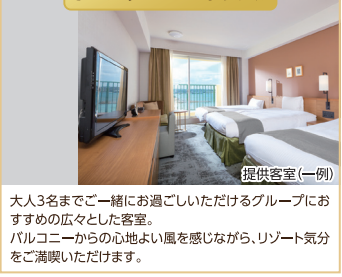 提供客室（一例）
大人3名までご一緒にお過ごしいただけるグループにお
すすめの広々とした客室。
バルコニーからの心地よい風を感じながら、リゾート気分
をご満喫いただけます。